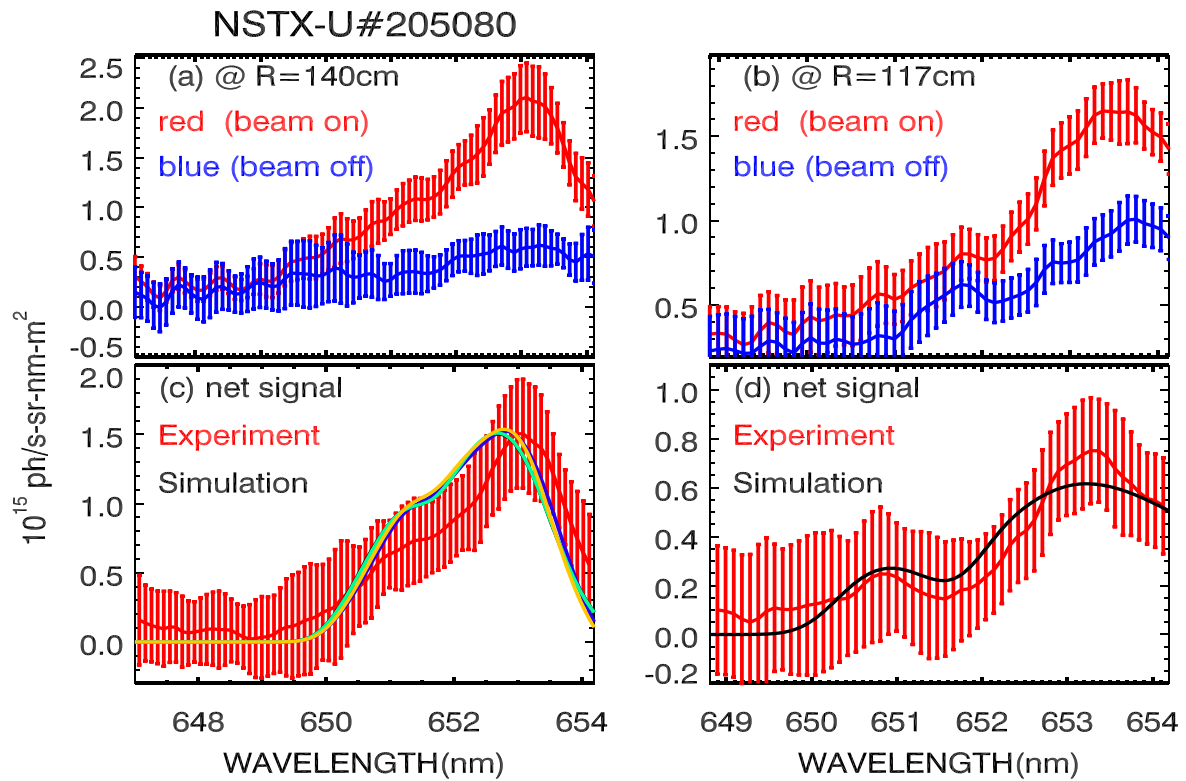 NSTX-U#205080
(a) @ R=140cm
red (beam on)
blue (beam off)
2.5
2.0
1.5
1.0
0.5
0.0
-0.5
(b) @ R=117cm
red (beam on)
blue (beam off)
1.5
1.0
0.5
10^15 ph/s-sr-nm-m^2
(c) net signal
Experiment
Simulation
2.0
1.5
1.0
0.5
0.0
648 650 652 654
WAVELENGTH(nm)
(d) net signal
Experiment
Simulation
1.0
0.8
0.6
0.4
0.2
0.0
-0.2
649 650 651 652 653 654
WAVELENGTH(nm)